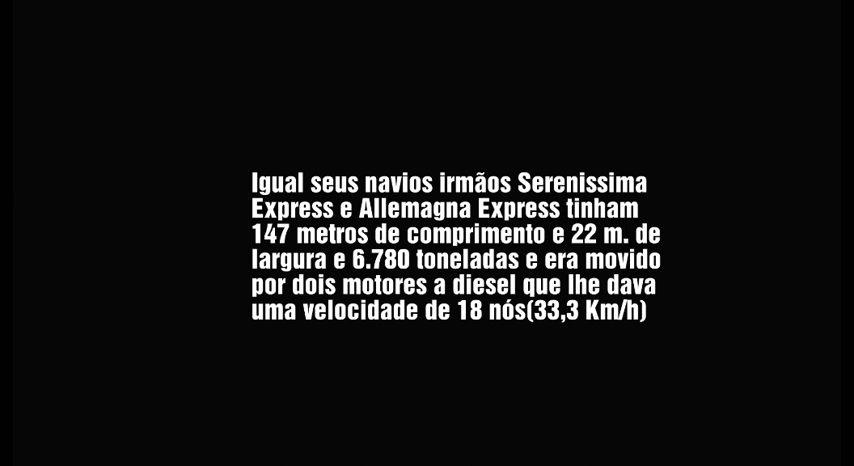 Igual seus navios irmãos Serenissima
Express e Allemagna Express tinham
147 metros de comprimento e 22 m. de
largura e 6.780 toneladas e era movido
por dois motores a diesel que lhe dava
uma velocidade de 18 nós(33,3 Km/h)